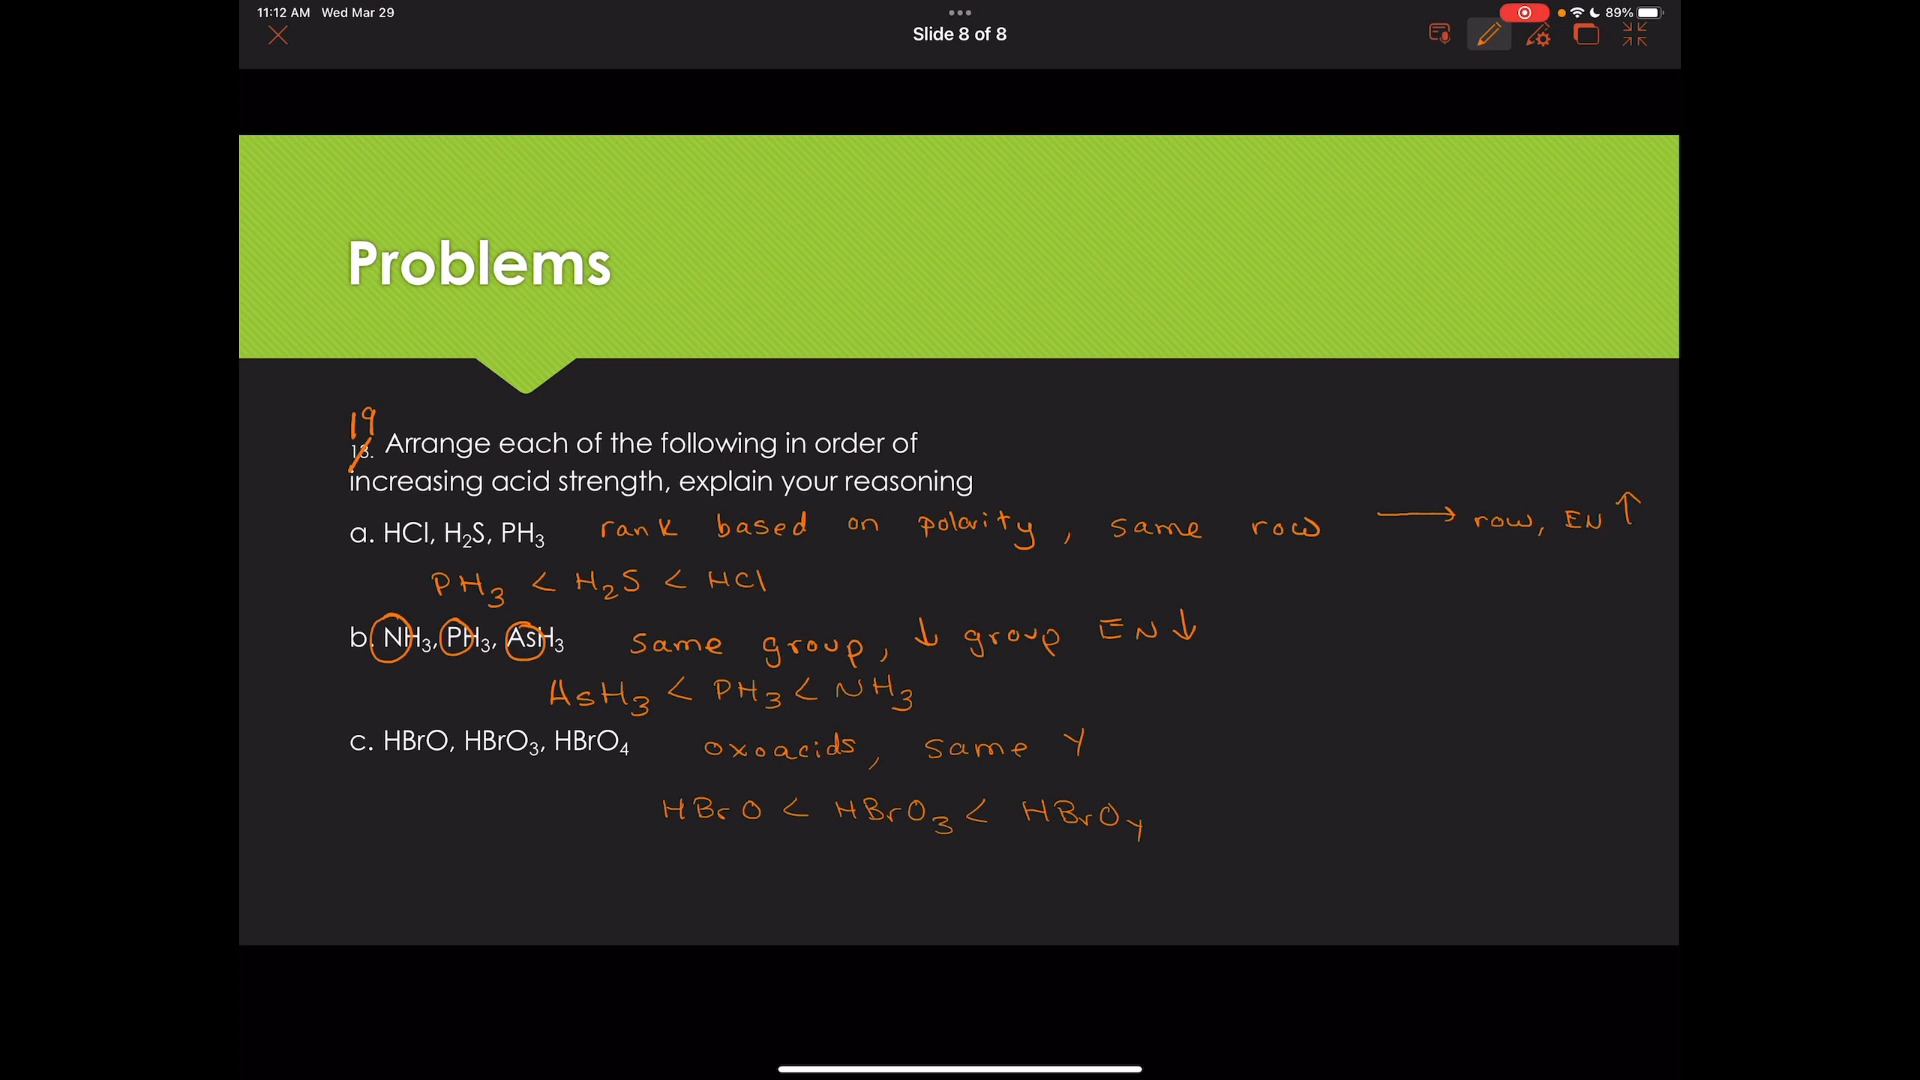 11:12 AM Wed Mar 29
89%
Slide 8 of 8
Problems
19
13. Arrange each of the following in order of
increasing acid strength, explain your reasoning
a. HCl, H₂S, PH₃ rank based on polarity, same row → row, EN ↑
PH₃ < H₂S < HCl
b. NH₃, PH₃, AsH₃ same group, ↓ group EN ↓
AsH₃ < PH₃ < NH₃
c. HBrO, HBrO₃, HBrO₄ oxoacids, same Y
HBrO < HBrO₃ < HBrO₄